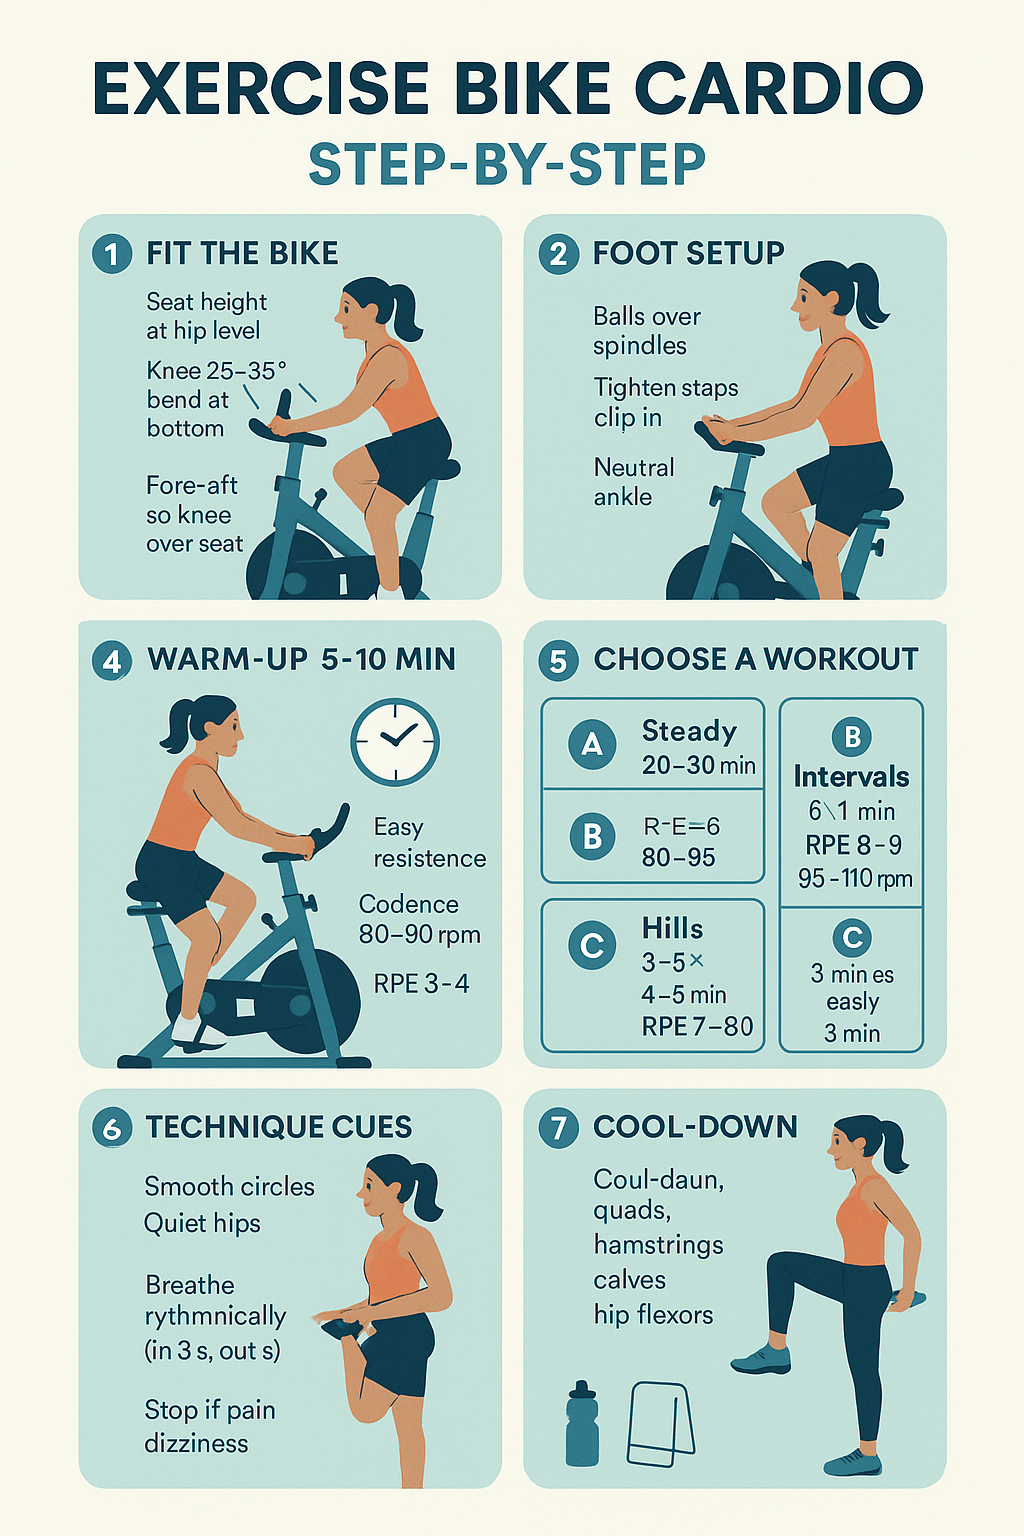 EXERCISE BIKE CARDIO
STEP-BY-STEP
1 FIT THE BIKE
Seat height
at hip level
Knee 25–35°
bend at
bottom
Fore-aft
so knee
over seat
2 FOOT SETUP
Balls over
spindles
Tighten staps
clip in
Neutral
ankle
4 WARM-UP 5-10 MIN
Easy
resistence
Codence
80–90 rpm
RPE 3-4
5 CHOOSE A WORKOUT
A Steady
20–30 min
B R-E=6
80–95
C Hills
3–5×
4–5 min
RPE 7–80
B
Intervals
6\1 min
RPE 8-9
95-110 rpm
C
3 min es
easly
3 min
6 TECHNIQUE CUES
Smooth circles
Quiet hips
Breathe
rythmnically
(in 3 s, out s)
Stop if pain
dizziness
7 COOL-DOWN
Coul-daun,
quads,
hamstrings
calves
hip flexors